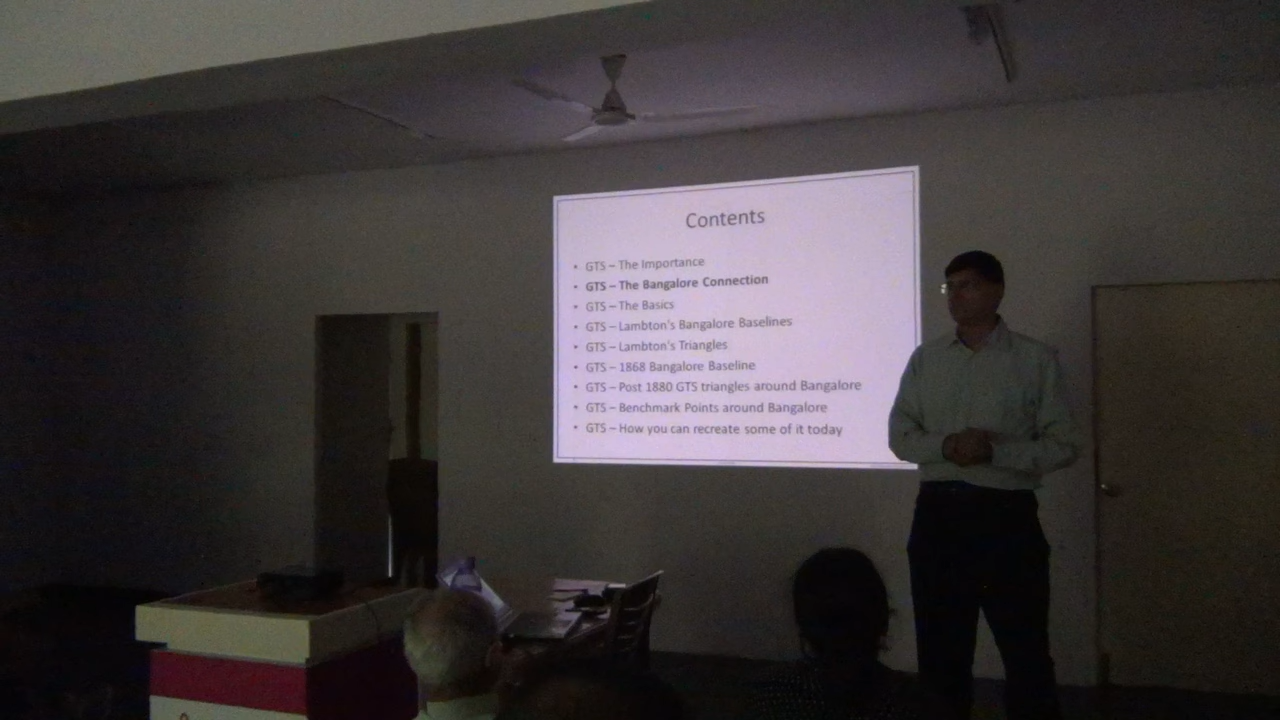 Contents
• GTS – The Importance
• GTS – The Bangalore Connection
• GTS – The Basics
• GTS – Lambton's Bangalore Baselines
• GTS – Lambton's Triangles
• GTS – 1868 Bangalore Baseline
• GTS – Post 1880 GTS triangles around Bangalore
• GTS – Benchmark Points around Bangalore
• GTS – How you can recreate some of it today